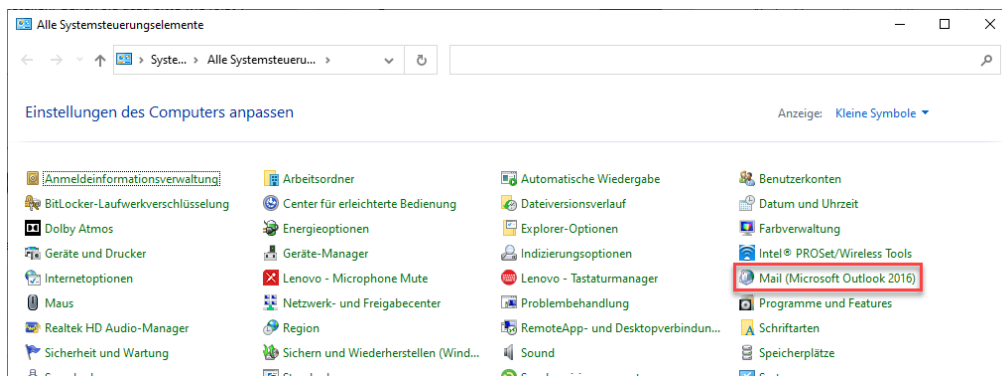 Alle Systemsteuerungselemente
Syste... › Alle Systemsteueru... ›
Einstellungen des Computers anpassen
Anzeige: Kleine Symbole
Anmeldeinformationsverwaltung Arbeitsordner Automatische Wiedergabe Benutzerkonten
BitLocker-Laufwerkverschlüsselung Center für erleichterte Bedienung Dateiversionsverlauf Datum und Uhrzeit
Dolby Atmos Energieoptionen Explorer-Optionen Farbverwaltung
Geräte und Drucker Geräte-Manager Indizierungsoptionen Intel® PROSet/Wireless Tools
Internetoptionen Lenovo - Microphone Mute Lenovo - Tastaturmanager Mail (Microsoft Outlook 2016)
Maus Netzwerk- und Freigabecenter Problembehandlung Programme und Features
Realtek HD Audio-Manager Region RemoteApp- und Desktopverbindun... Schriftarten
Sicherheit und Wartung Sichern und Wiederherstellen (Wind... Sound Speicherplätze